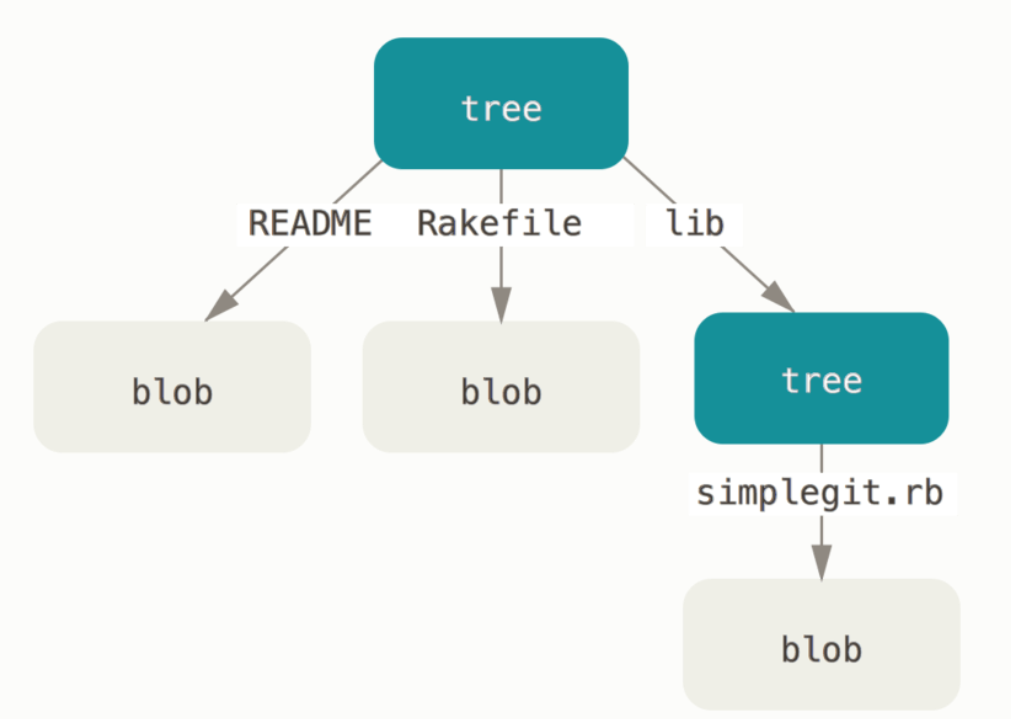 tree
README Rakefile lib
blob blob tree
simplegit.rb
blob